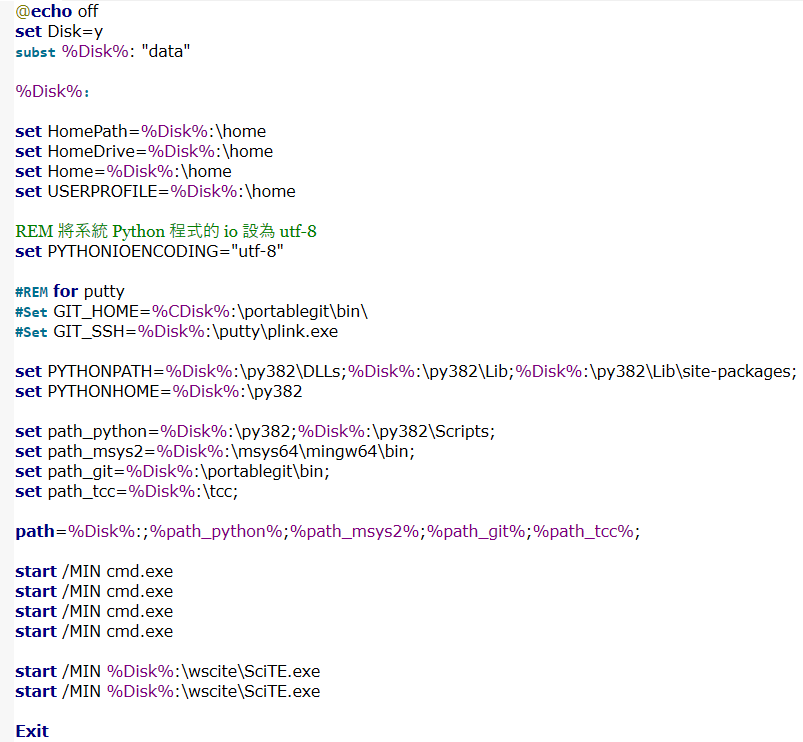 @echo off
set Disk=y
subst %Disk%: "data"
%Disk%:
set HomePath=%Disk%:\home
set HomeDrive=%Disk%:\home
set Home=%Disk%:\home
set USERPROFILE=%Disk%:\home
REM 將系統 Python 程式的 io 設為 utf-8
set PYTHONIOENCODING="utf-8"
#REM for putty
#Set GIT_HOME=%CDisk%:\portablegit\bin\
#Set GIT_SSH=%Disk%:\putty\plink.exe
set PYTHONPATH=%Disk%:\py382\DLLs;%Disk%:\py382\Lib;%Disk%:\py382\Lib\site-packages;
set PYTHONHOME=%Disk%:\py382
set path_python=%Disk%:\py382;%Disk%:\py382\Scripts;
set path_msys2=%Disk%:\msys64\mingw64\bin;
set path_git=%Disk%:\portablegit\bin;
set path_tcc=%Disk%:\tcc;
path=%Disk%:;%path_python%;%path_msys2%;%path_git%;%path_tcc%;
start /MIN cmd.exe
start /MIN cmd.exe
start /MIN cmd.exe
start /MIN cmd.exe
start /MIN %Disk%:\wscite\SciTE.exe
start /MIN %Disk%:\wscite\SciTE.exe
Exit